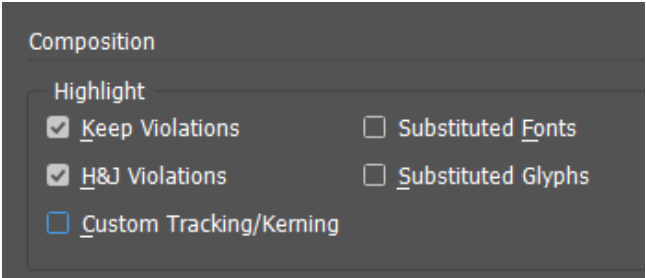 Composition
Highlight
Keep Violations
Substituted Fonts
H&J Violations
Substituted Glyphs
Custom Tracking/Kerning